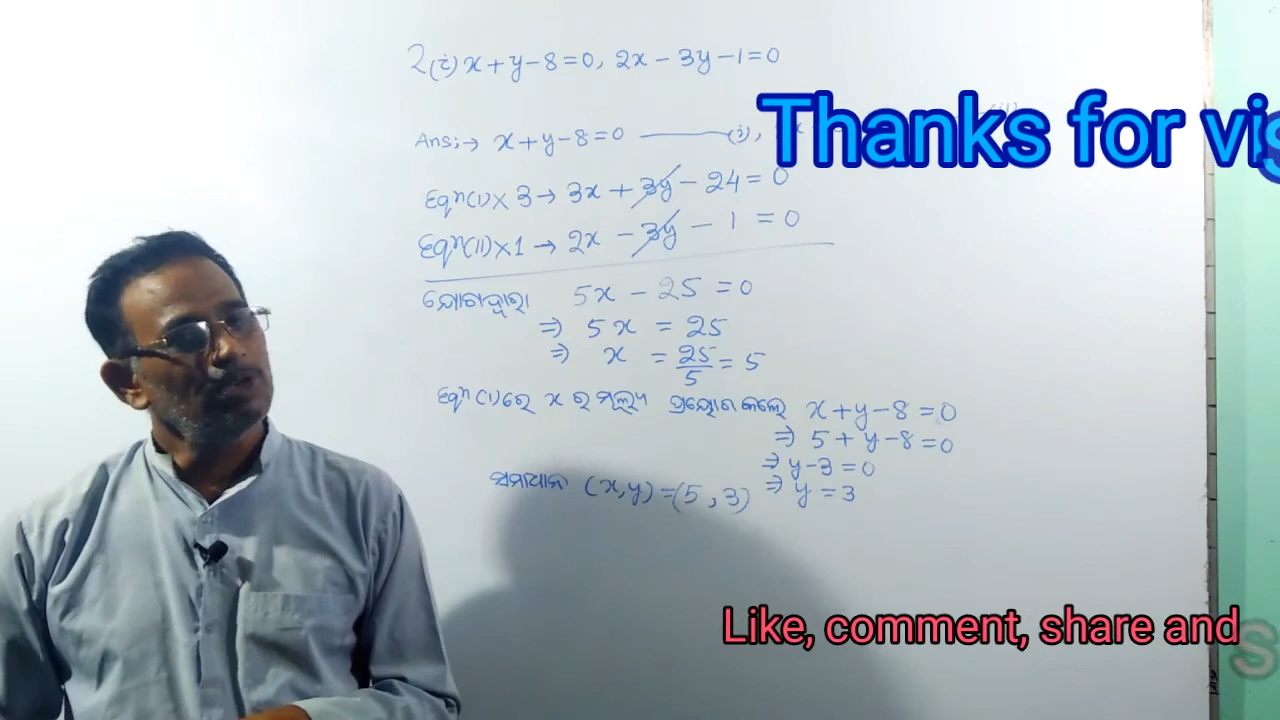 2(i) x+y-8=0, 2x-3y-1=0
Ans:→ x+y-8=0 ———(i),
Thanks for vis
Eqn(I)×3→ 3x+3y-24=0
Eqn(II)×1→ 2x-3y-1=0
ଯୋଗଦ୍ୱାରା 5x-25=0
⇒ 5x=25
⇒ x=25/5=5
Eqn(I)ରେ x ର ମୂଲ୍ୟ ପ୍ରୟୋଗ କଲେ x+y-8=0
⇒ 5+y-8=0
⇒ y-3=0
⇒ y=3
ସମାଧାନ (x,y)=(5,3)
Like, comment, share and
S